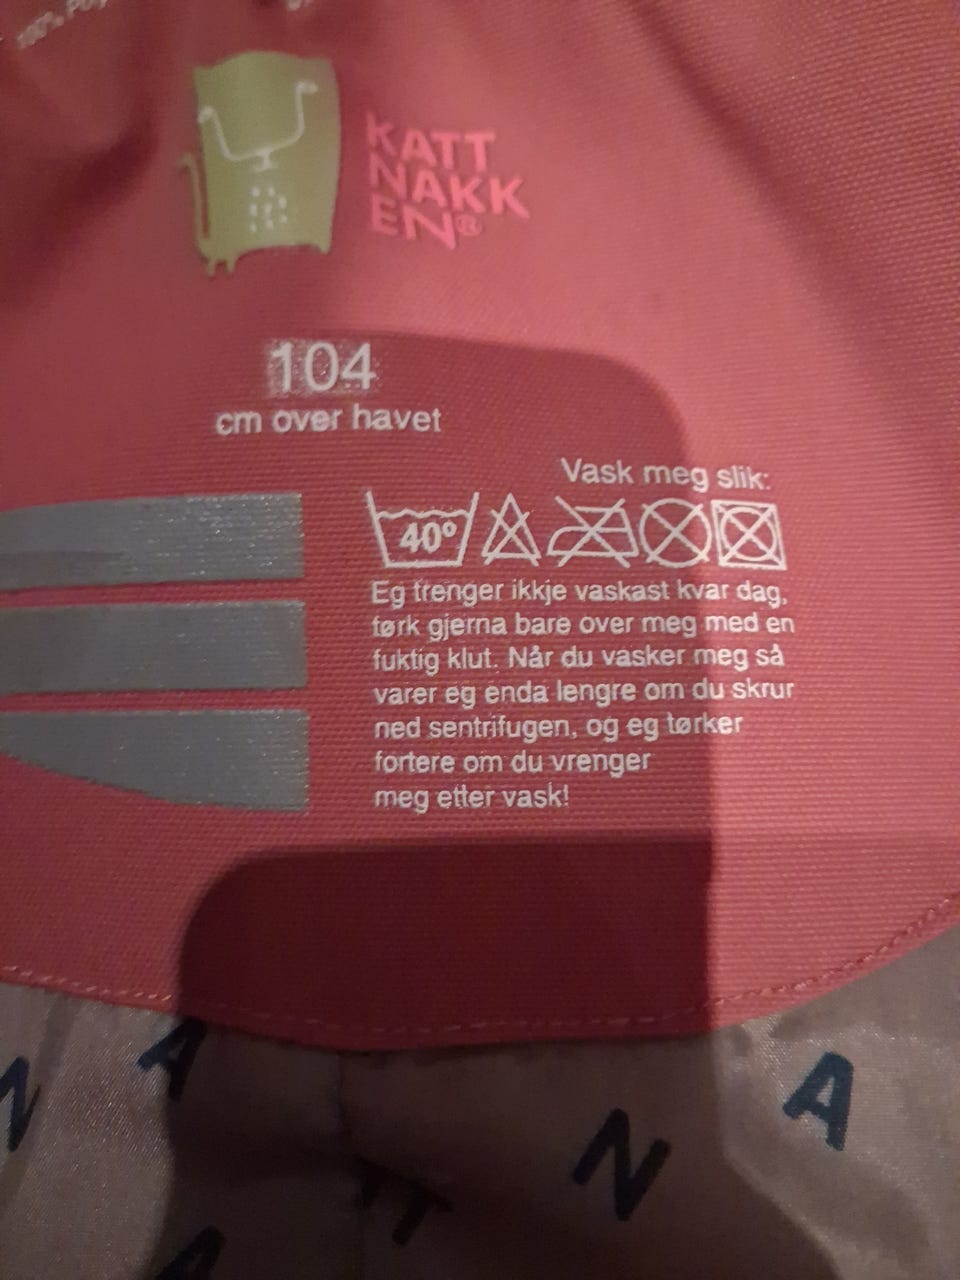 100% Poly
KATT
NAKK
EN®
104
cm over havet
Vask meg slik:
40°
Eg trenger ikkje vaskast kvar dag,
tørk gjerna bare over meg med en
fuktig klut. Når du vasker meg så
varer eg enda lengre om du skrur
ned sentrifugen, og eg tørker
fortere om du vrenger
meg etter vask!
N A
N A
T
A